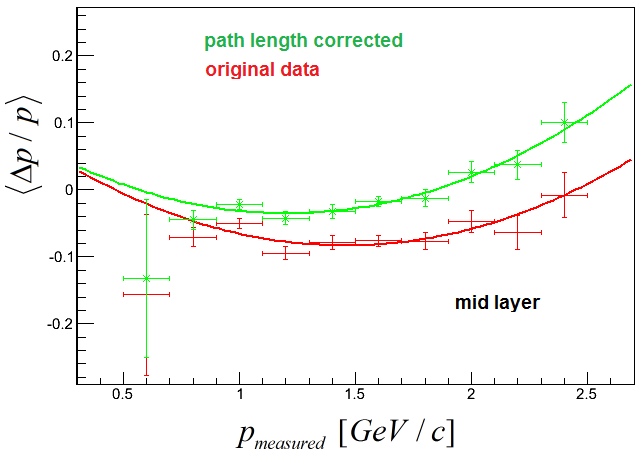 path length corrected
original data
0.2
0.1
0
-0.1
-0.2
⟨Δp / p⟩
mid layer
0.5 1 1.5 2 2.5
p measured [GeV / c]